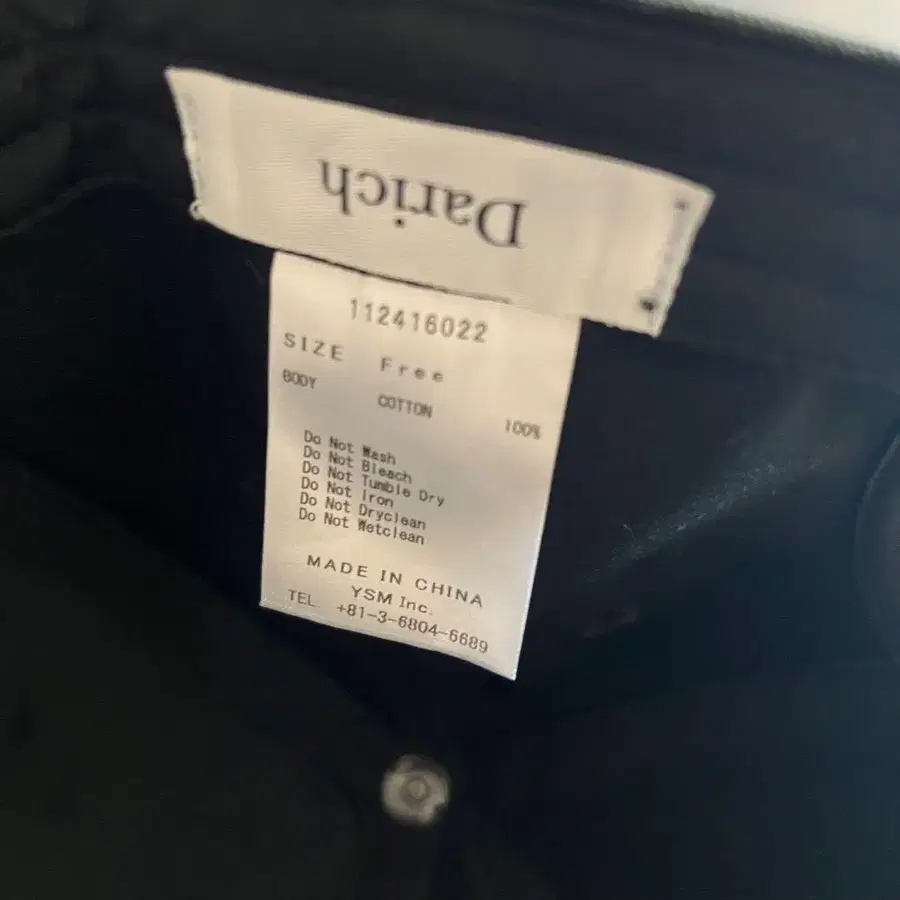 Darich
112416022
SIZE Free
BODY COTTON 100%
Do Not Wash
Do Not Bleach
Do Not Tumble Dry
Do Not Iron
Do Not Dryclean
Do Not Wetclean
MADE IN CHINA
YSM Inc.
TEL +81-3-6804-6689